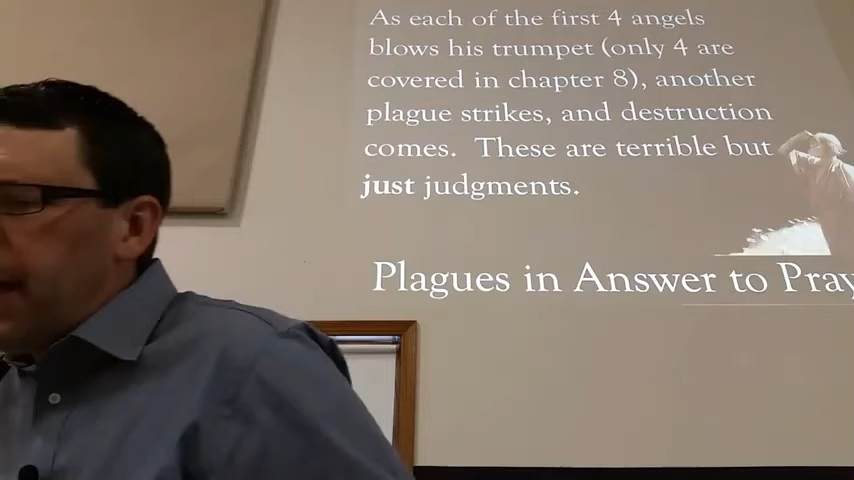 As each of the first 4 angels
blows his trumpet (only 4 are
covered in chapter 8), another
plague strikes, and destruction
comes. These are terrible but
just judgments.
Plagues in Answer to Pray